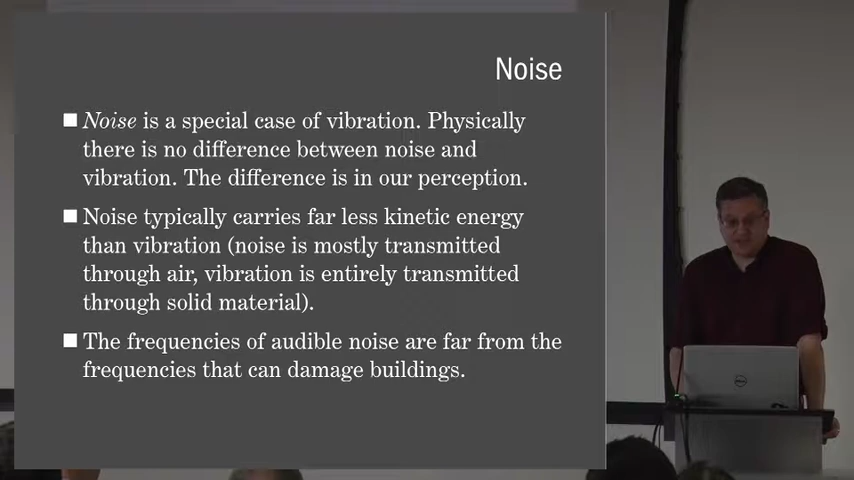 Noise
Noise is a special case of vibration. Physically
there is no difference between noise and
vibration. The difference is in our perception.
Noise typically carries far less kinetic energy
than vibration (noise is mostly transmitted
through air, vibration is entirely transmitted
through solid material).
The frequencies of audible noise are far from the
frequencies that can damage buildings.
DELL